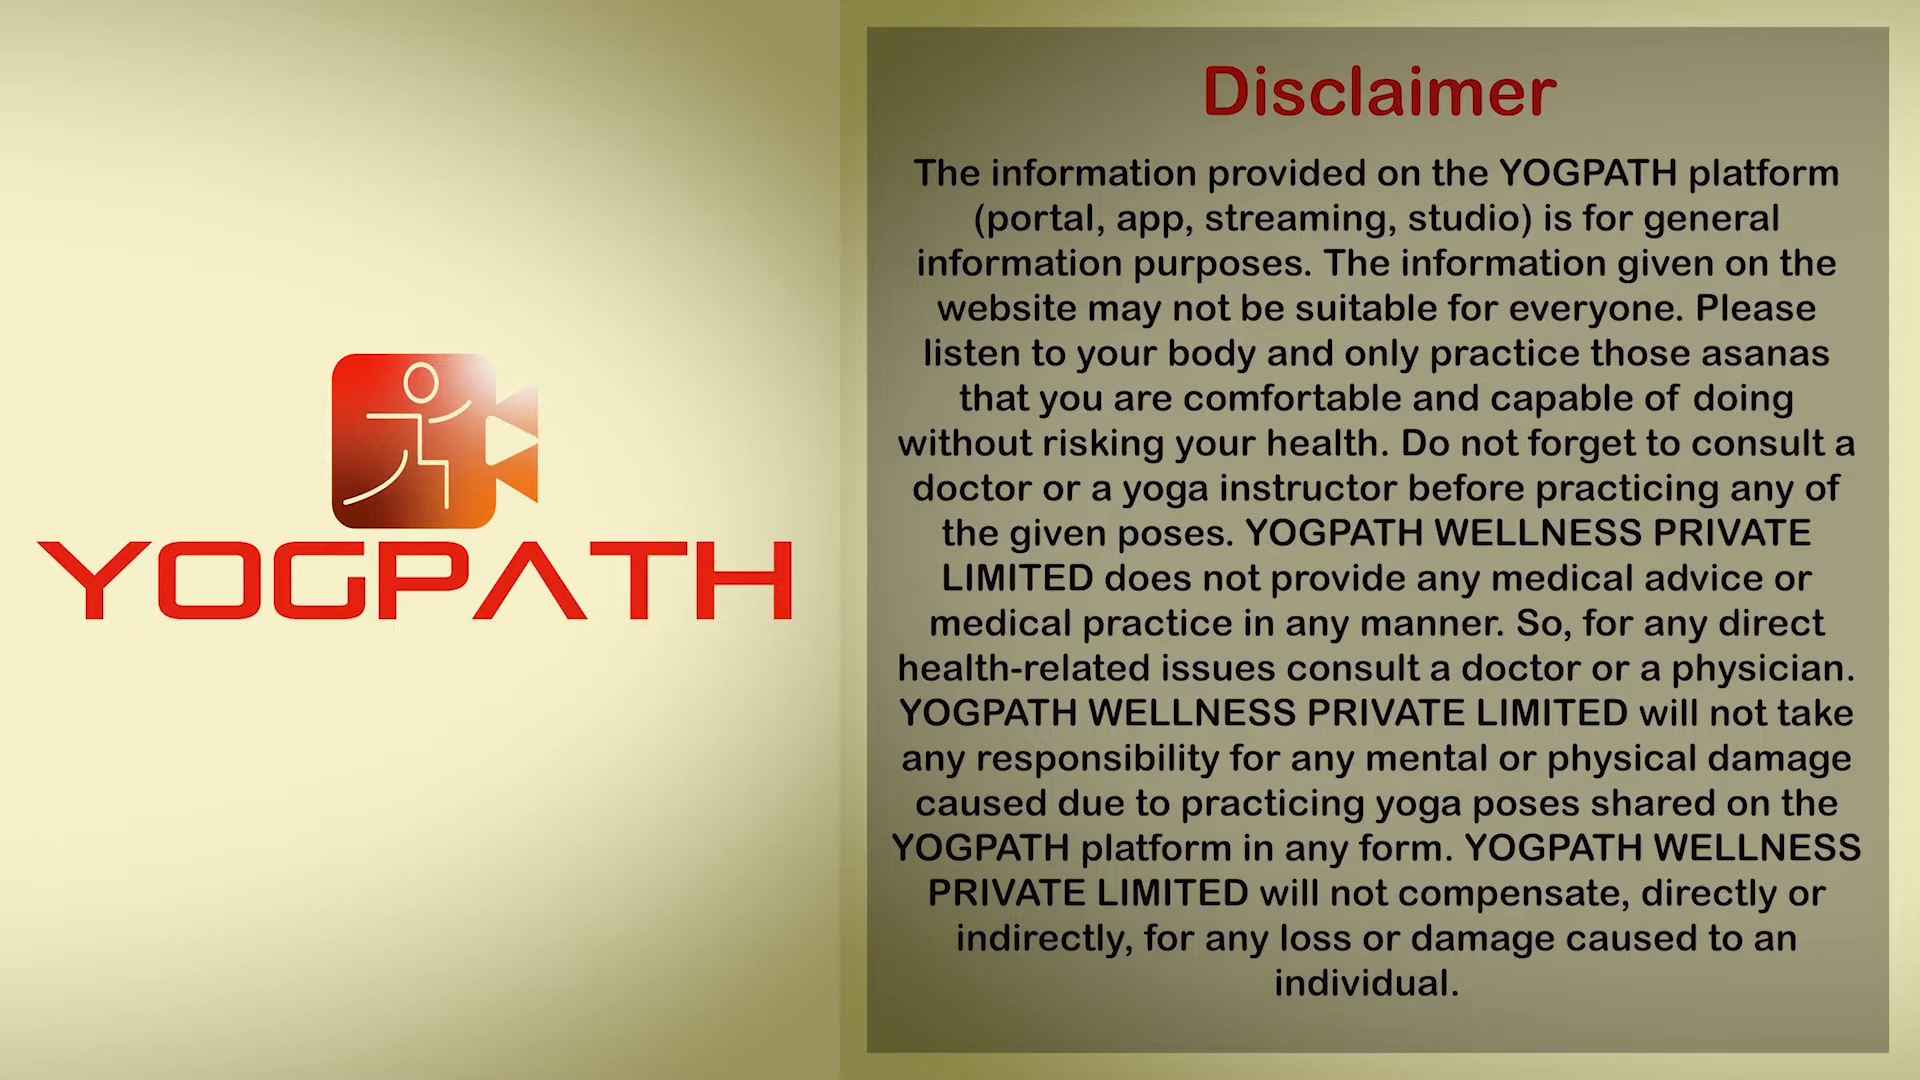 YOGPATH
Disclaimer
The information provided on the YOGPATH platform
(portal, app, streaming, studio) is for general
information purposes. The information given on the
website may not be suitable for everyone. Please
listen to your body and only practice those asanas
that you are comfortable and capable of doing
without risking your health. Do not forget to consult a
doctor or a yoga instructor before practicing any of
the given poses. YOGPATH WELLNESS PRIVATE
LIMITED does not provide any medical advice or
medical practice in any manner. So, for any direct
health-related issues consult a doctor or a physician.
YOGPATH WELLNESS PRIVATE LIMITED will not take
any responsibility for any mental or physical damage
caused due to practicing yoga poses shared on the
YOGPATH platform in any form. YOGPATH WELLNESS
PRIVATE LIMITED will not compensate, directly or
indirectly, for any loss or damage caused to an
individual.